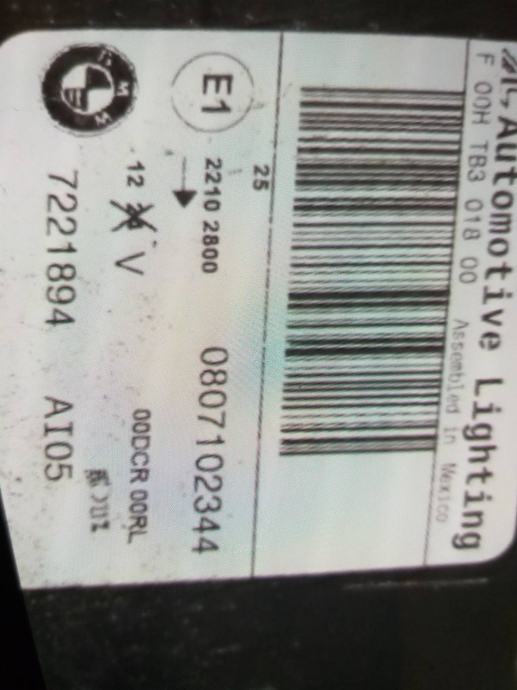 Automotive Lighting
F 00H TB3 018 00 Assembled in Mexico
25
E1
2210 2800 0807102344
12 V 00DCR 00RL
BMW
7221894 AI05